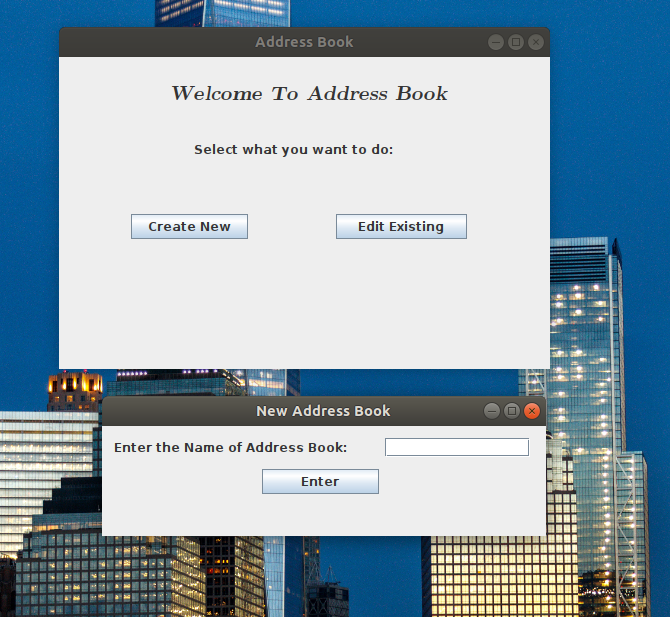 Address Book
Welcome To Address Book
Select what you want to do:
Create New Edit Existing
New Address Book
Enter the Name of Address Book:
Enter